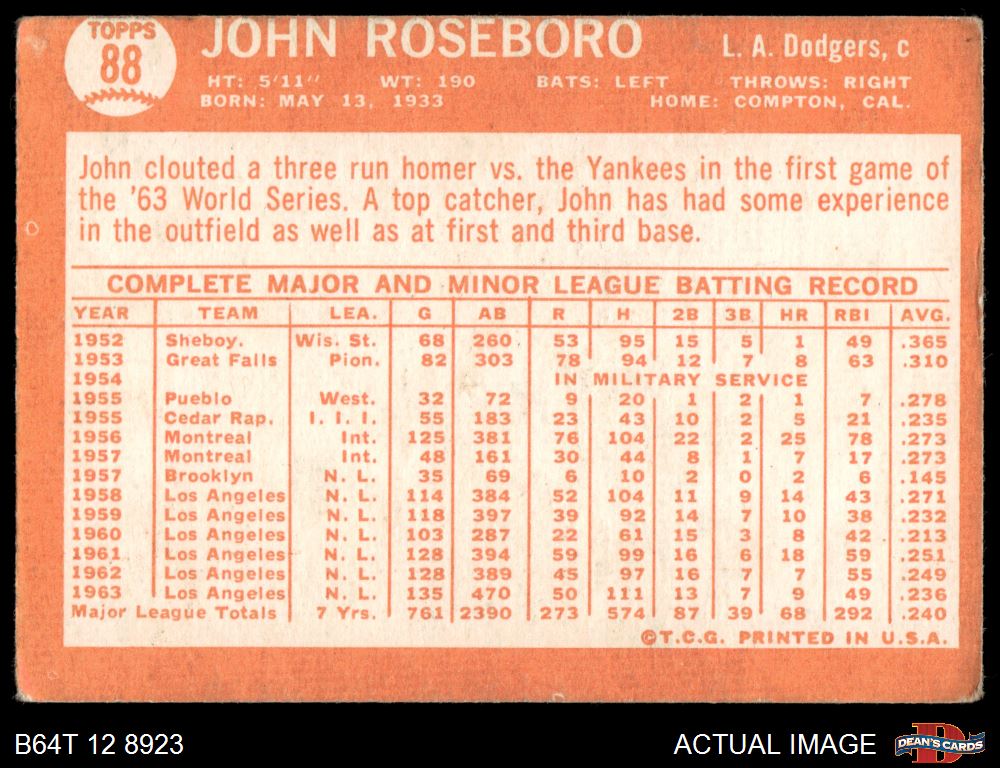 TOPPS
88
JOHN ROSEBORO
L. A. Dodgers, c
HT: 5'11" WT: 190 BATS: LEFT THROWS: RIGHT
BORN: MAY 13, 1933 HOME: COMPTON, CAL.
John clouted a three run homer vs. the Yankees in the first game of
the '63 World Series. A top catcher, John has had some experience
in the outfield as well as at first and third base.
COMPLETE MAJOR AND MINOR LEAGUE BATTING RECORD
YEAR TEAM LEA. G AB R H 2B 3B HR RBI AVG.
1952 Sheboy. Wis. St. 68 260 53 95 15 5 1 49 .365
1953 Great Falls Pion. 82 303 78 94 12 7 8 63 .310
1954 IN MILITARY SERVICE
1955 Pueblo West. 32 72 9 20 1 2 1 7 .278
1955 Cedar Rap. I. I. I. 55 183 23 43 10 2 5 21 .235
1956 Montreal Int. 125 381 76 104 22 2 25 78 .273
1957 Montreal Int. 48 161 30 44 8 1 7 17 .273
1957 Brooklyn N. L. 35 69 6 10 2 0 2 6 .145
1958 Los Angeles N. L. 114 384 52 104 11 9 14 43 .271
1959 Los Angeles N. L. 118 397 39 92 14 7 10 38 .232
1960 Los Angeles N. L. 103 287 22 61 15 3 8 42 .213
1961 Los Angeles N. L. 128 394 59 99 16 6 18 59 .251
1962 Los Angeles N. L. 128 389 45 97 16 7 7 55 .249
1963 Los Angeles N. L. 135 470 50 111 13 7 9 49 .236
Major League Totals 7 Yrs. 761 2390 273 574 87 39 68 292 .240
©T.C.G. PRINTED IN U.S.A.
B64T 12 8923
ACTUAL IMAGE
D
DEAN'S CARDS